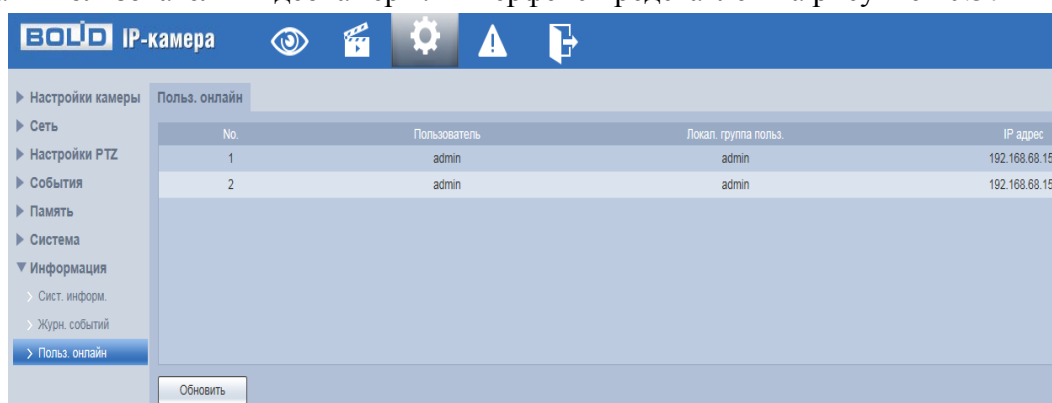 BOLID IP-камера
Настройки камеры
Польз. онлайн
Сеть
No. Пользователь Локал. группа польз. IP адрес
Настройки PTZ
1 admin admin 192.168.68.15
События
2 admin admin 192.168.68.15
Память
Система
Информация
Сист. информ.
Журн. событий
Польз. онлайн
Обновить